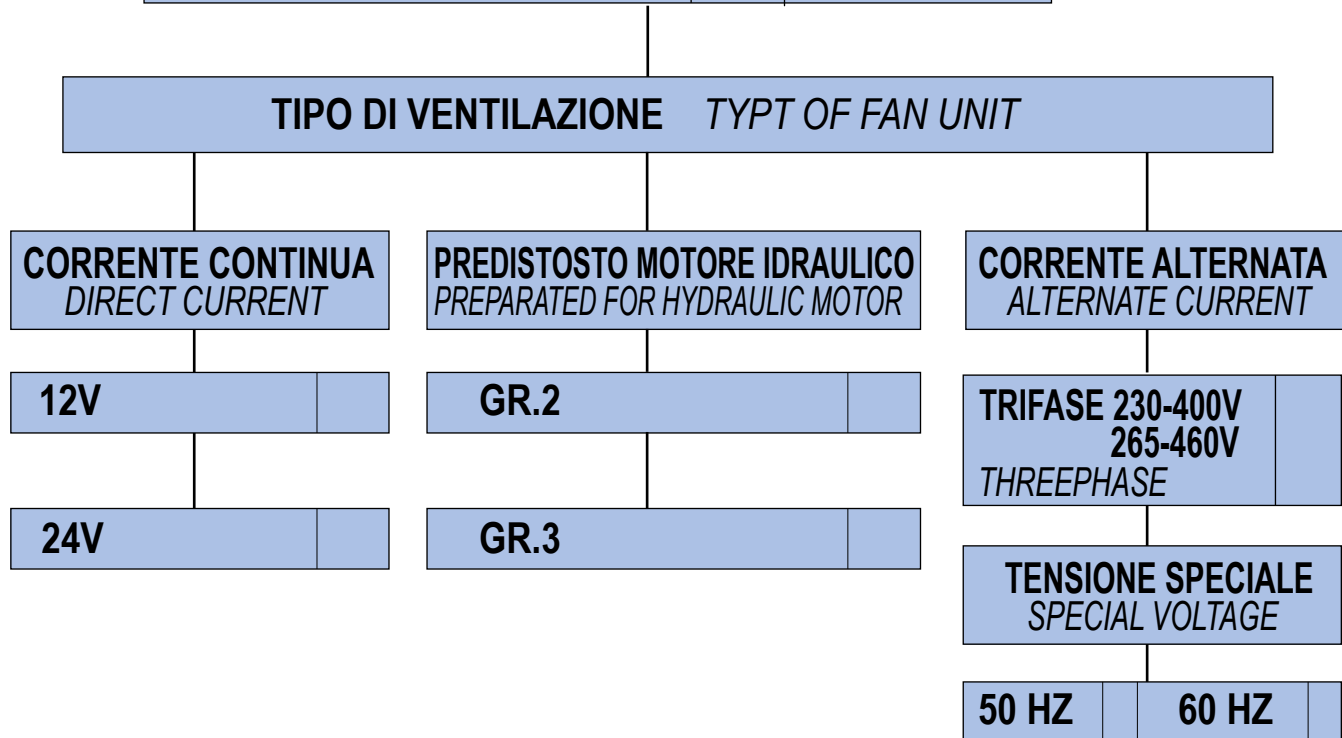 TIPO DI VENTILAZIONE TYPT OF FAN UNIT
CORRENTE CONTINUA
DIRECT CURRENT
12V
24V
PREDISTOSTO MOTORE IDRAULICO
PREPARATED FOR HYDRAULIC MOTOR
GR.2
GR.3
CORRENTE ALTERNATA
ALTERNATE CURRENT
TRIFASE 230-400V
265-460V
THREEPHASE
TENSIONE SPECIALE
SPECIAL VOLTAGE
50 HZ 60 HZ